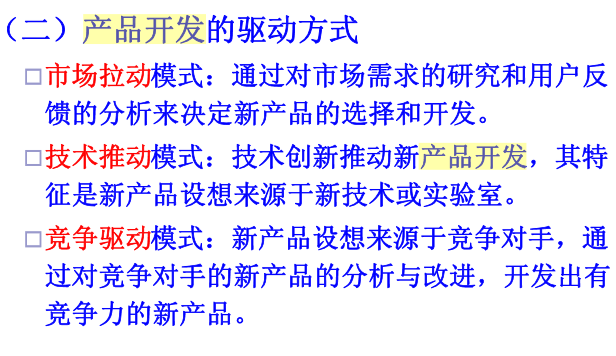 （二）产品开发的驱动方式
市场拉动模式：通过对市场需求的研究和用户反
馈的分析来决定新产品的选择和开发。
技术推动模式：技术创新推动新产品开发，其特
征是新产品设想来源于新技术或实验室。
竞争驱动模式：新产品设想来源于竞争对手，通
过对竞争对手的新产品的分析与改进，开发出有
竞争力的新产品。